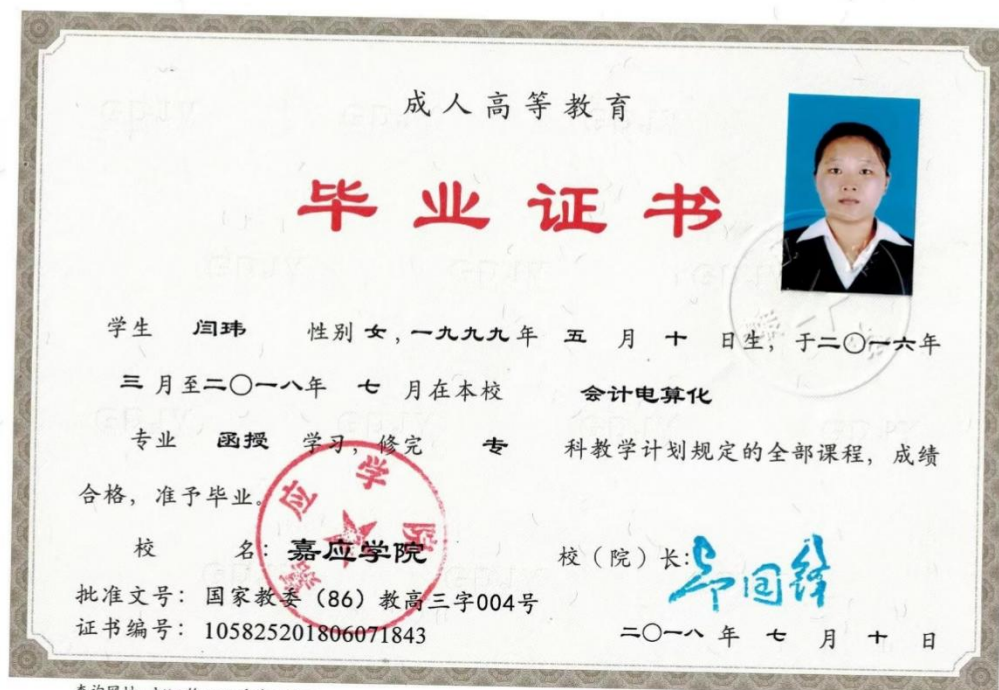 成人高等教育
毕业证书
学生 闫玮 性别 女，一九九九年 五 月 十 日生，于二〇一六年
三 月至二〇一八年 七 月在本校 会计电算化
专业 函授 学习，修完 专 科教学计划规定的全部课程，成绩
合格，准予毕业。
校 名：嘉应学院 校（院）长：
批准文号：国家教委（86）教高三字004号
证书编号：105825201806071843
二〇一八 年 七 月 十 日
嘉应学院